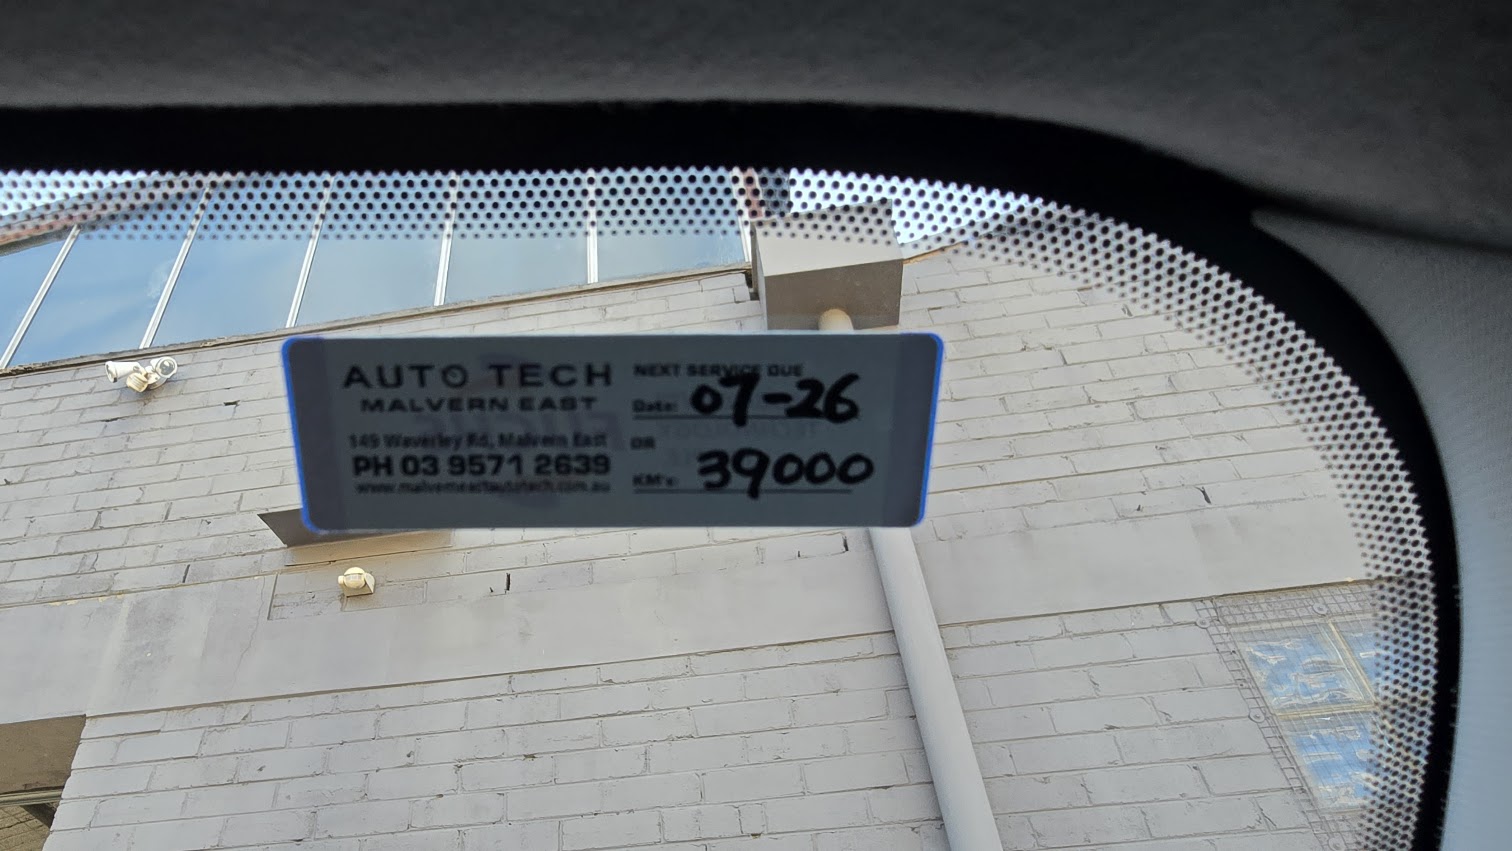 AUTO TECH
MALVERN EAST
149 Waverley Rd, Malvern East
PH 03 9571 2639
www.malverneastautotech.com.au
NEXT SERVICE DUE
Date: 07-26
OR
KM's: 39000